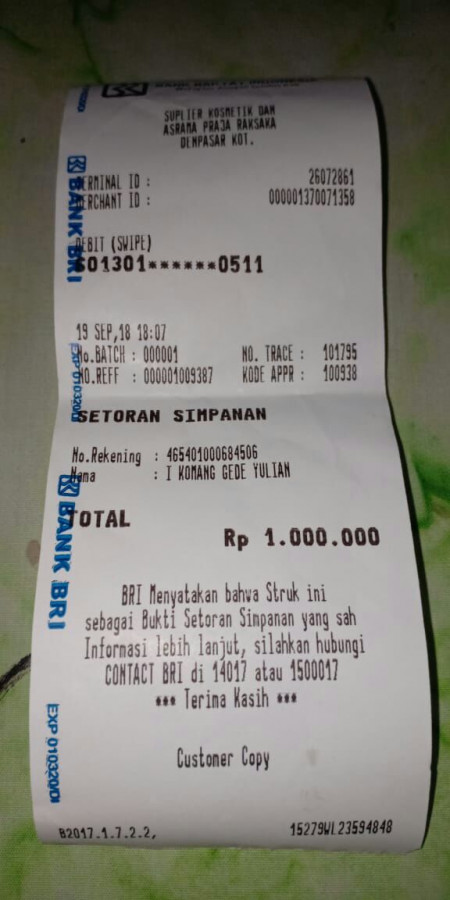 SUPLIER KOSMETIK DAN
ASRAMA PRAJA RAKSAKA
DENPASAR KOT.
TERMINAL ID : 26072861
MERCHANT ID : 000001370071358
DEBIT (SWIPE)
601301******0511
19 SEP,18 18:07
No.BATCH : 000001 NO. TRACE : 101795
NO.REFF : 000001009387 KODE APPR : 100938
SETORAN SIMPANAN
No.Rekening : 465401000684506
Nama : I KOMANG GEDE YULIAN
TOTAL
Rp 1.000.000
BRI Menyatakan bahwa Struk ini
sebagai Bukti Setoran Simpanan yang sah
Informasi lebih lanjut, silahkan hubungi
CONTACT BRI di 14017 atau 1500017
*** Terima Kasih ***
Customer Copy
B2017.1.7.2.2, 15279WL23594848
BANK BRI
EXP 010320/DI
BANK BRI
EXP 010320/DI